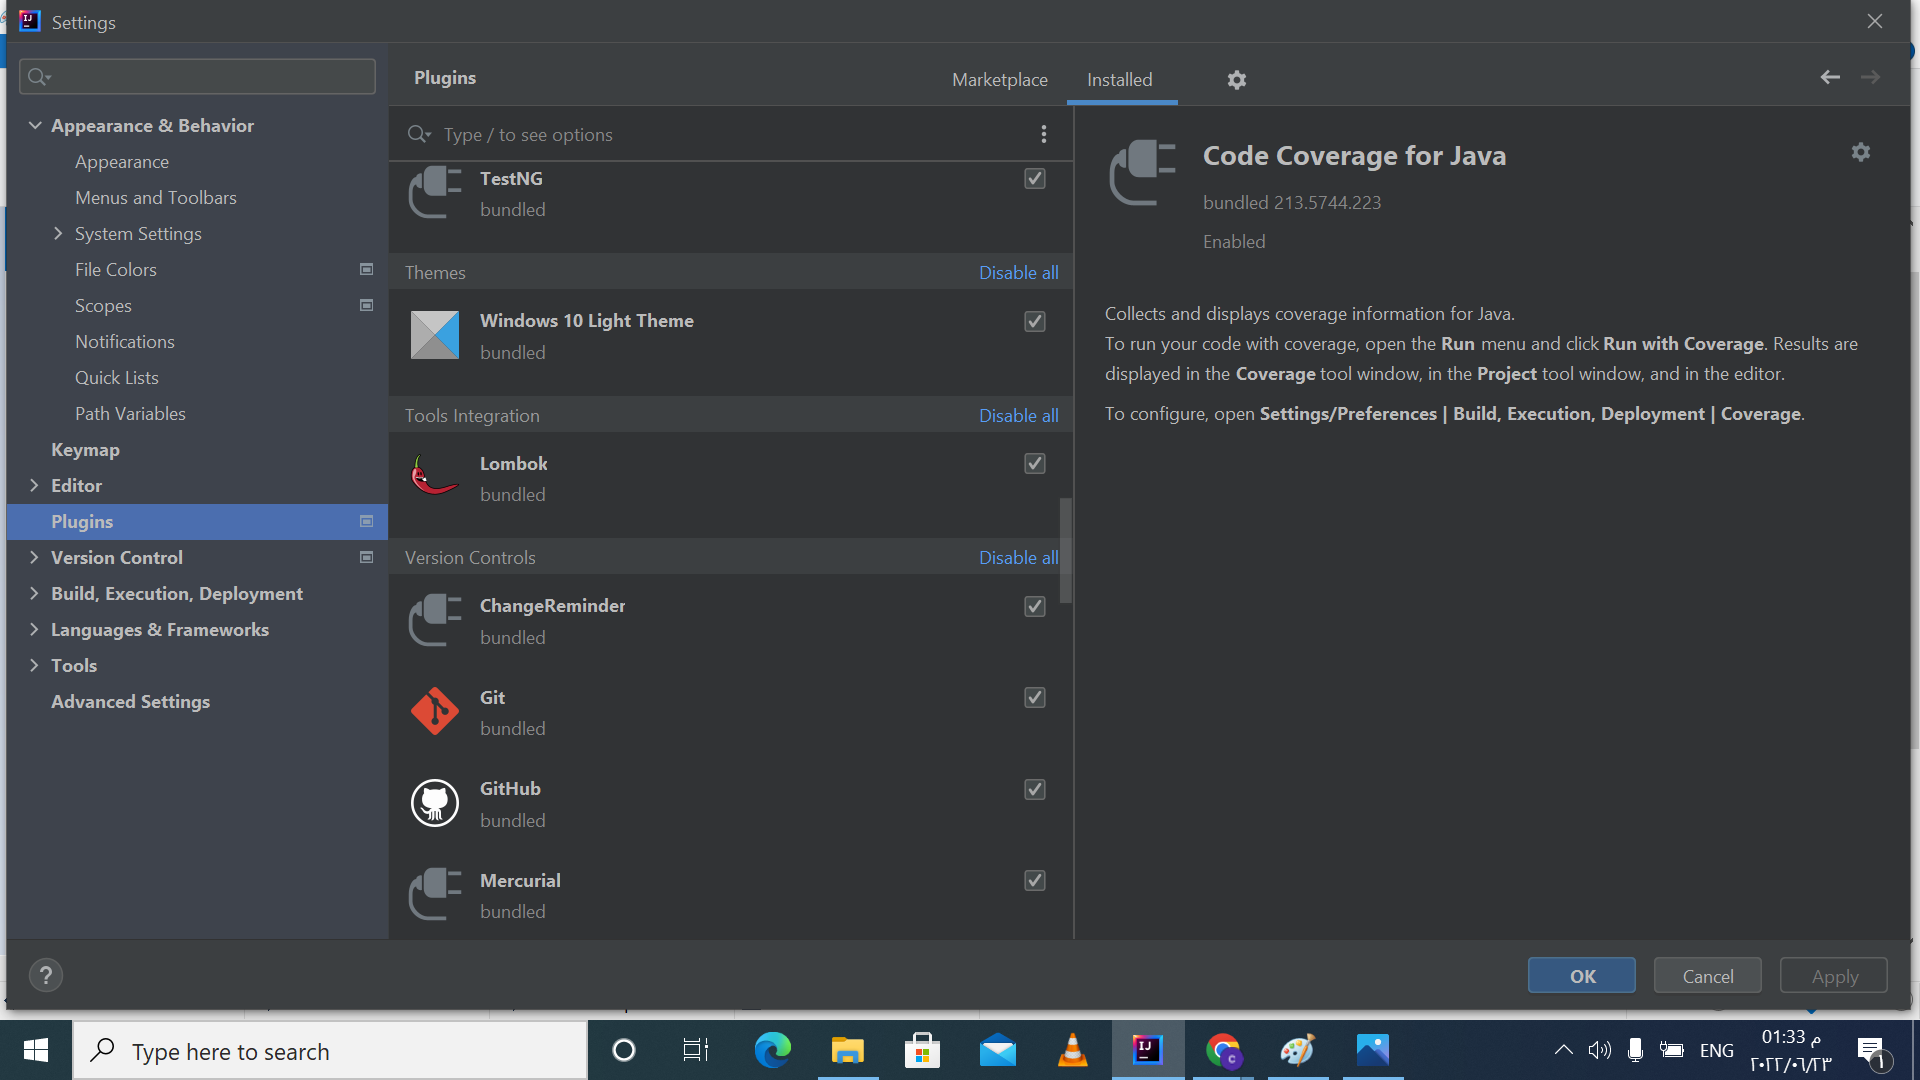 Settings
Appearance & Behavior
Appearance
Menus and Toolbars
System Settings
File Colors
Scopes
Notifications
Quick Lists
Path Variables
Keymap
Editor
Plugins
Version Control
Build, Execution, Deployment
Languages & Frameworks
Tools
Advanced Settings
Plugins
Marketplace
Installed
Type / to see options
TestNG
bundled
Themes
Disable all
Windows 10 Light Theme
bundled
Tools Integration
Disable all
Lombok
bundled
Version Controls
Disable all
ChangeReminder
bundled
Git
bundled
GitHub
bundled
Mercurial
bundled
Code Coverage for Java
bundled 213.5744.223
Enabled
Collects and displays coverage information for Java.
To run your code with coverage, open the Run menu and click Run with Coverage. Results are
displayed in the Coverage tool window, in the Project tool window, and in the editor.
To configure, open Settings/Preferences | Build, Execution, Deployment | Coverage.
?
OK
Cancel
Apply
Type here to search
IJ
C
ENG
01:33 م
٢٠٢٢/٠٦/٢٣
1